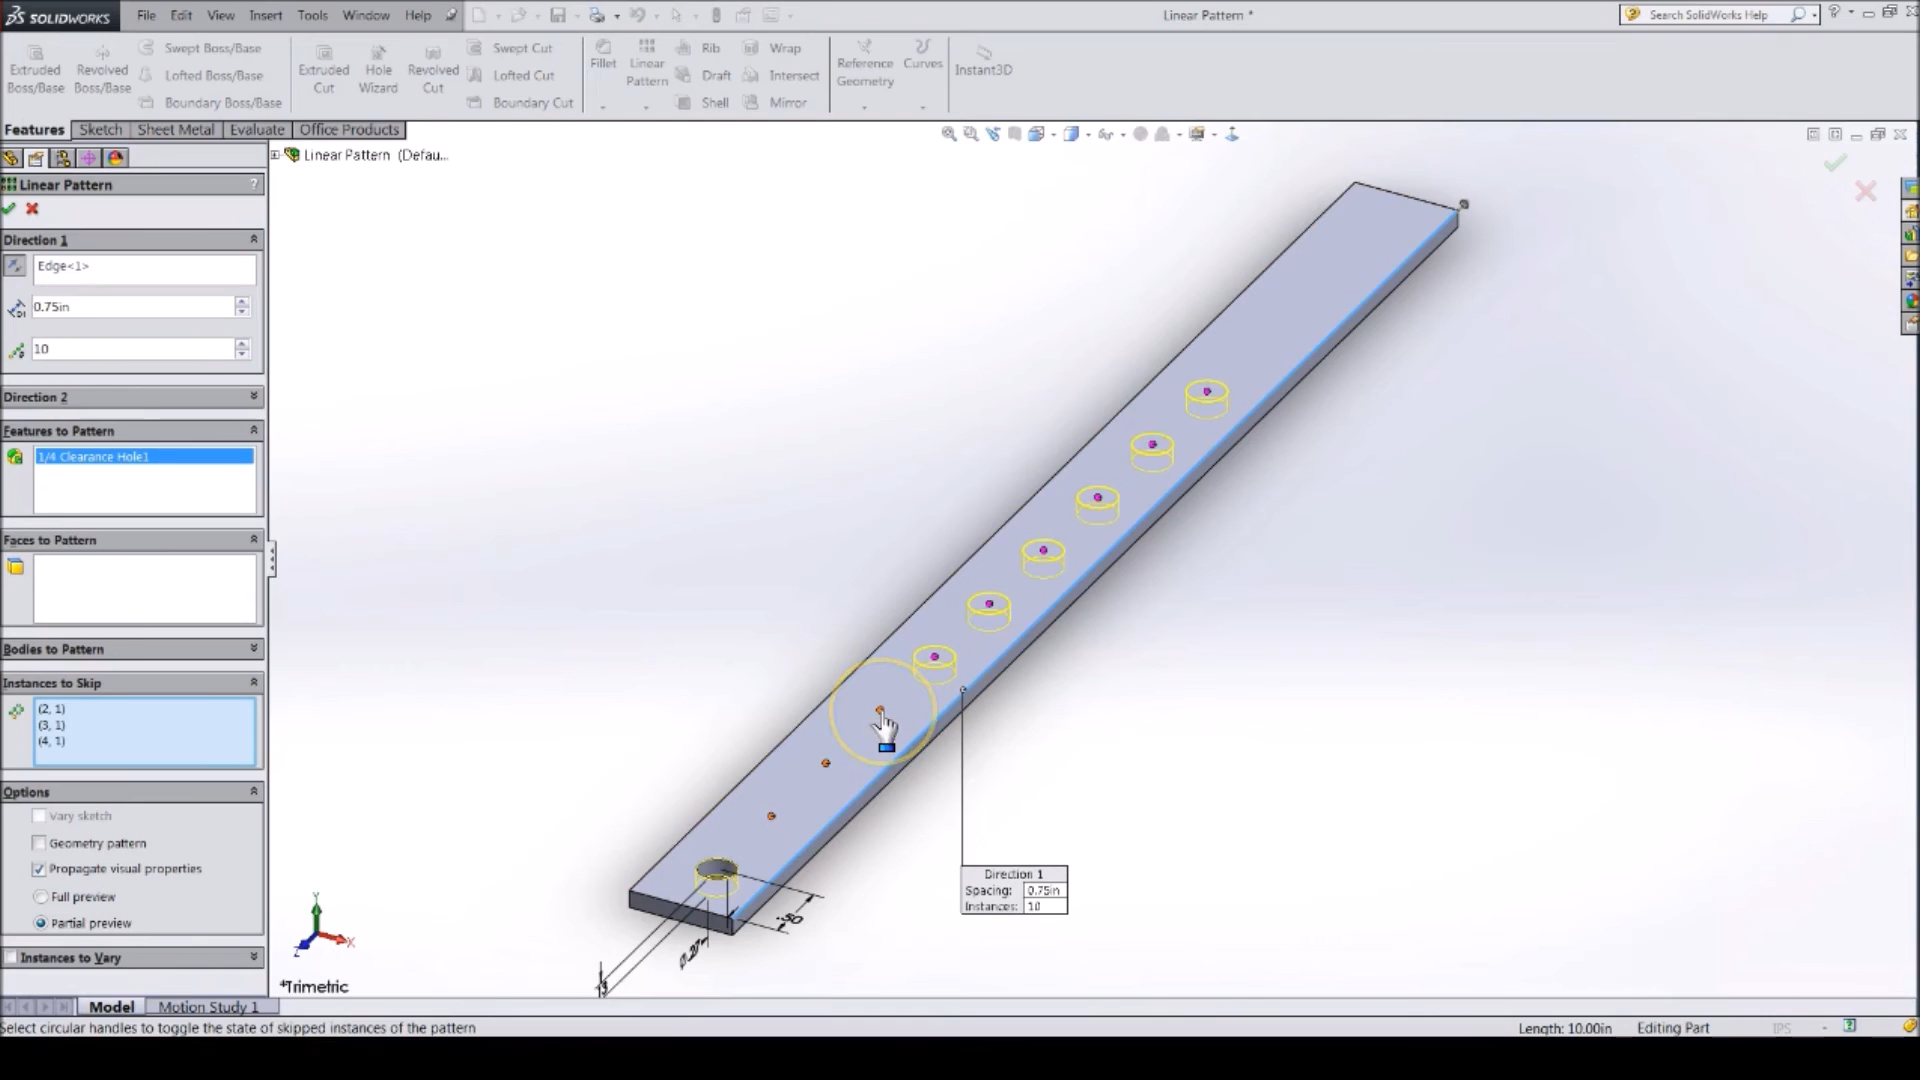 SOLIDWORKS File Edit View Insert Tools Window Help Linear Pattern * Search SolidWorks Help
Extruded Boss/Base
Revolved Boss/Base
Swept Boss/Base
Lofted Boss/Base
Boundary Boss/Base
Extruded Cut
Hole Wizard
Revolved Cut
Swept Cut
Lofted Cut
Boundary Cut
Fillet
Linear Pattern
Rib
Draft
Shell
Wrap
Intersect
Mirror
Reference Geometry
Curves
Instant3D
Features Sketch Sheet Metal Evaluate Office Products
Linear Pattern (Defau...
Linear Pattern ?
Direction 1
Edge<1>
0.75in
10
Direction 2
Features to Pattern
1/4 Clearance Hole1
Faces to Pattern
Bodies to Pattern
Instances to Skip
(2, 1)
(3, 1)
(4, 1)
Options
Vary sketch
Geometry pattern
Propagate visual properties
Full preview
Partial preview
Instances to Vary
Direction 1
Spacing: 0.75in
Instances: 10
.50
Y
X
Z
*Trimetric
Model Motion Study 1
Select circular handles to toggle the state of skipped instances of the pattern
Length: 10.00in Editing Part IPS -